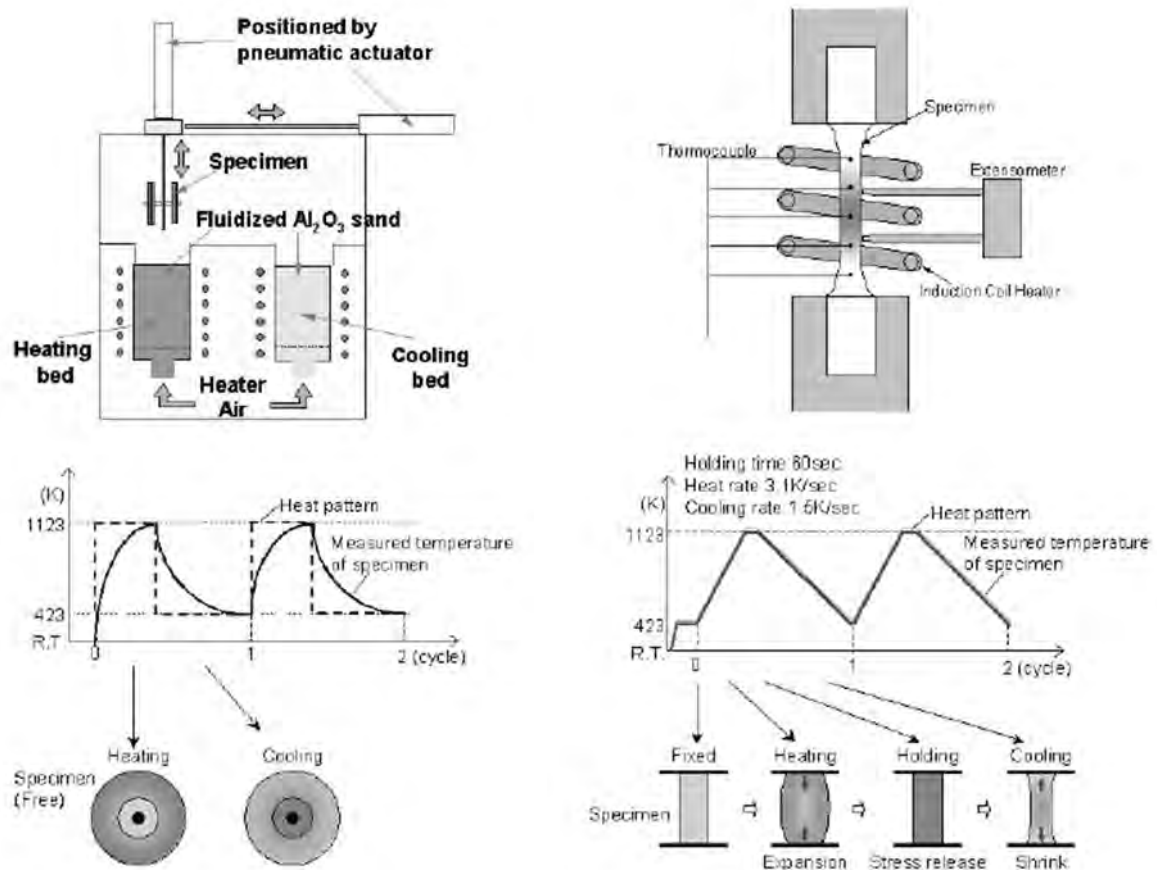 Positioned by
pneumatic actuator
Specimen
Fluidized Al₂O₃ sand
Heating
bed
Cooling
bed
Heater
Air
Specimen
Thermocouple
Extensometer
Induction Coil Heater
(K)
1123
423
R.T.
Heat pattern
Measured temperature
of specimen
0
1
2 (cycle)
Heating
Cooling
Specimen
(Free)
Holding time 60sec
Heat rate 3.1K/sec
Cooling rate 1.5K/sec
(K)
1123
423
R.T.
Heat pattern
Measured temperature
of specimen
0
1
2 (cycle)
Fixed
Heating
Holding
Cooling
Specimen
Expansion
Stress release
Shrink